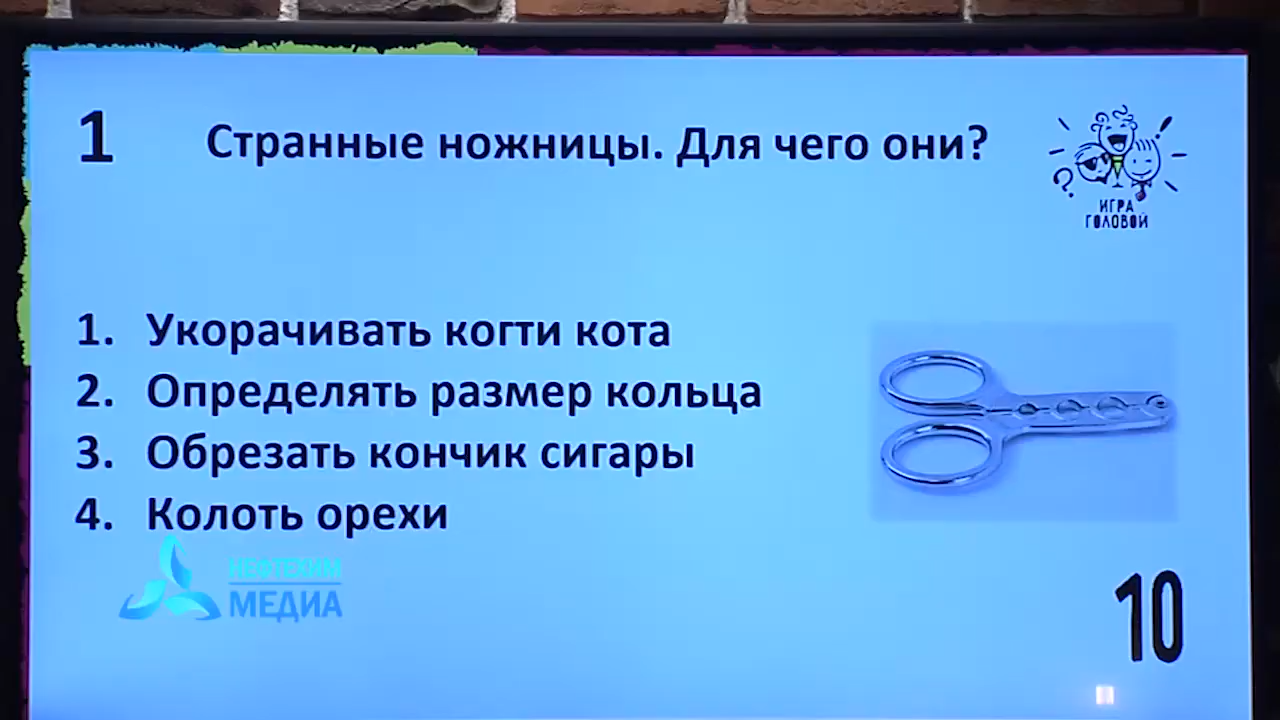 1 Странные ножницы. Для чего они?
ИГРА
ГОЛОВОЙ
1. Укорачивать когти кота
2. Определять размер кольца
3. Обрезать кончик сигары
4. Колоть орехи
НЕФТЕХИМ
МЕДИА
10